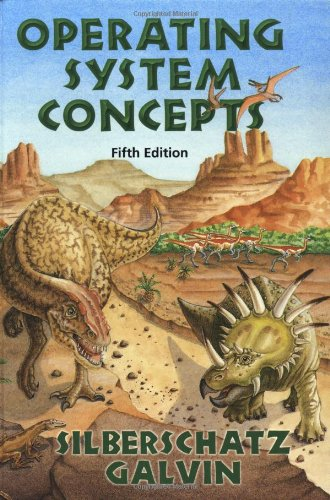 OPERATING
SYSTEM
CONCEPTS
Fifth Edition
SILBERSCHATZ
GALVIN